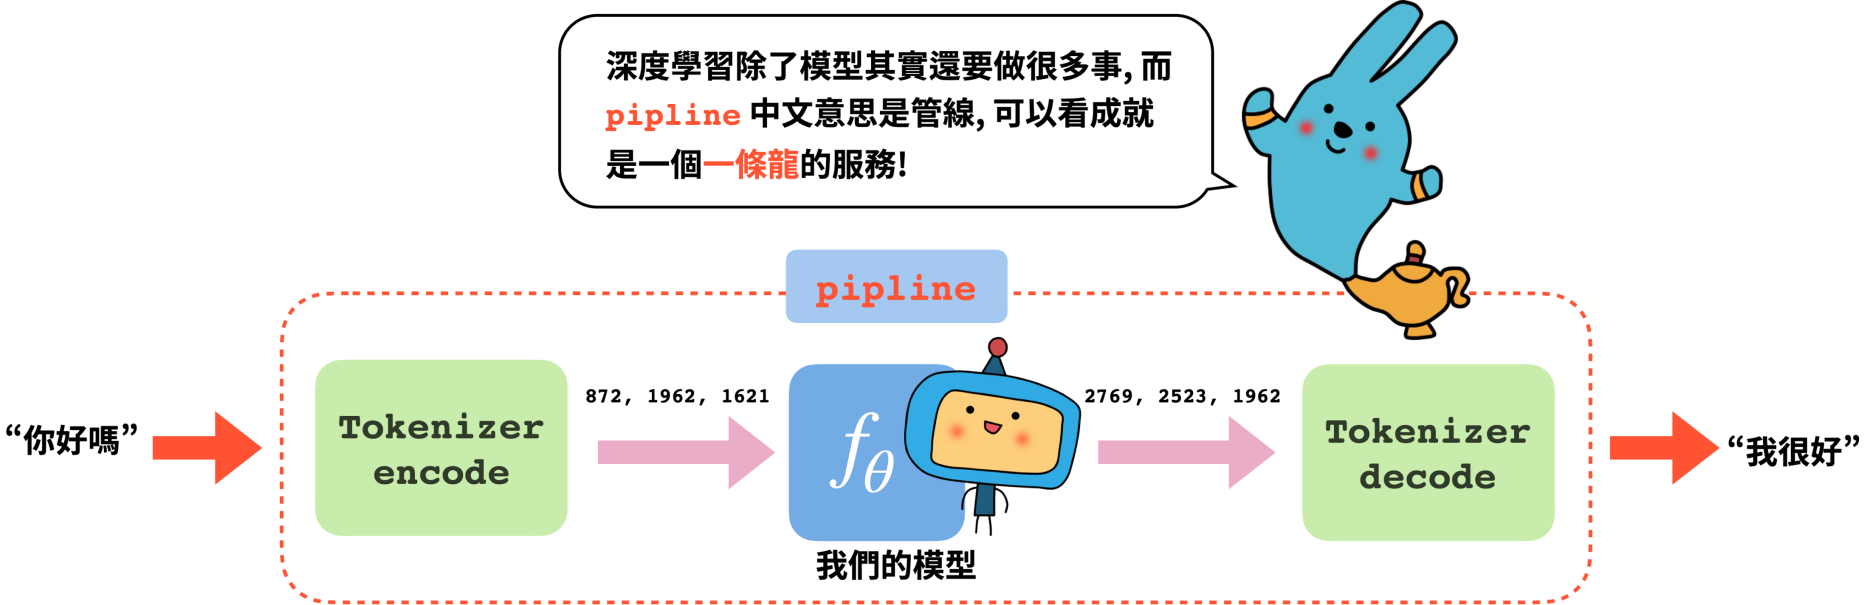 深度學習除了模型其實還要做很多事, 而
pipline 中文意思是管線, 可以看成就
是一個一條龍的服務!
pipline
“你好嗎”
Tokenizer
encode
872, 1962, 1621
fθ
我們的模型
2769, 2523, 1962
Tokenizer
decode
“我很好”